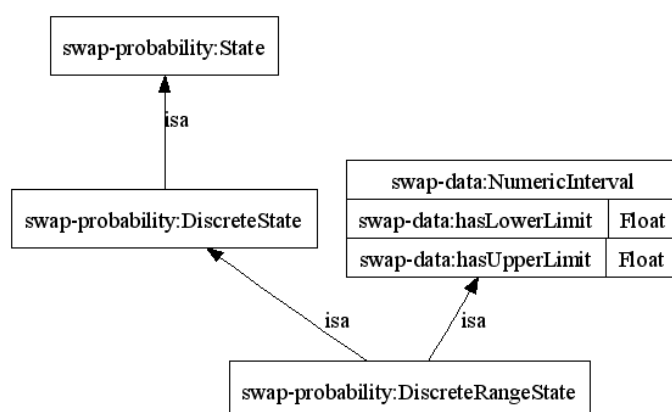 swap-probability:State
isa
swap-data:NumericInterval
swap-probability:DiscreteState
swap-data:hasLowerLimit Float
swap-data:hasUpperLimit Float
isa
isa
swap-probability:DiscreteRangeState